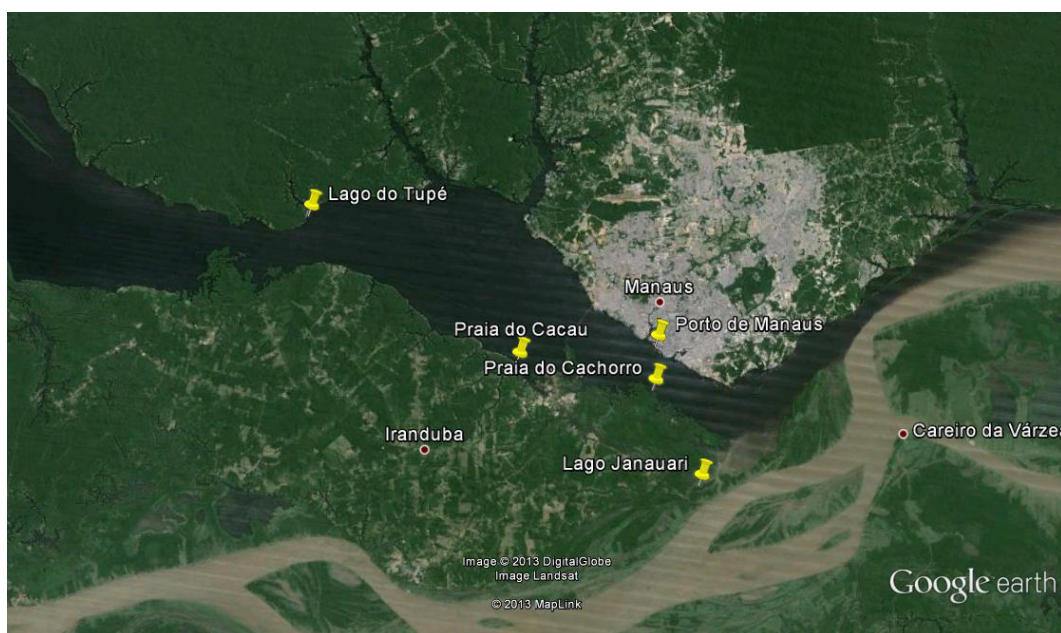 Lago do Tupé
Manaus
Porto de Manaus
Praia do Cacau
Praia do Cachorro
Iranduba
Careiro da Várzea
Lago Janauari
Image © 2013 DigitalGlobe
Image Landsat
© 2013 MapLink
Google earth